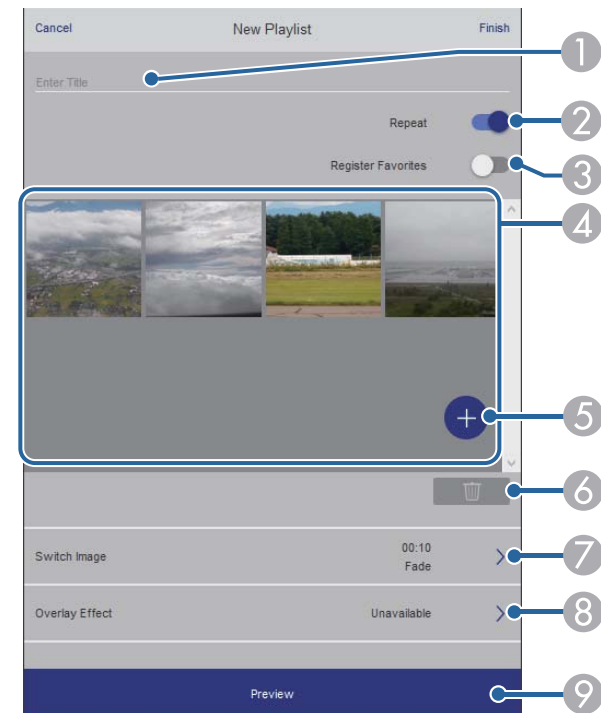 Cancel New Playlist Finish
1
Enter Title
Repeat
2
Register Favorites
3
4
5
6
Switch Image
00:10
Fade
7
Overlay Effect Unavailable
8
Preview
9